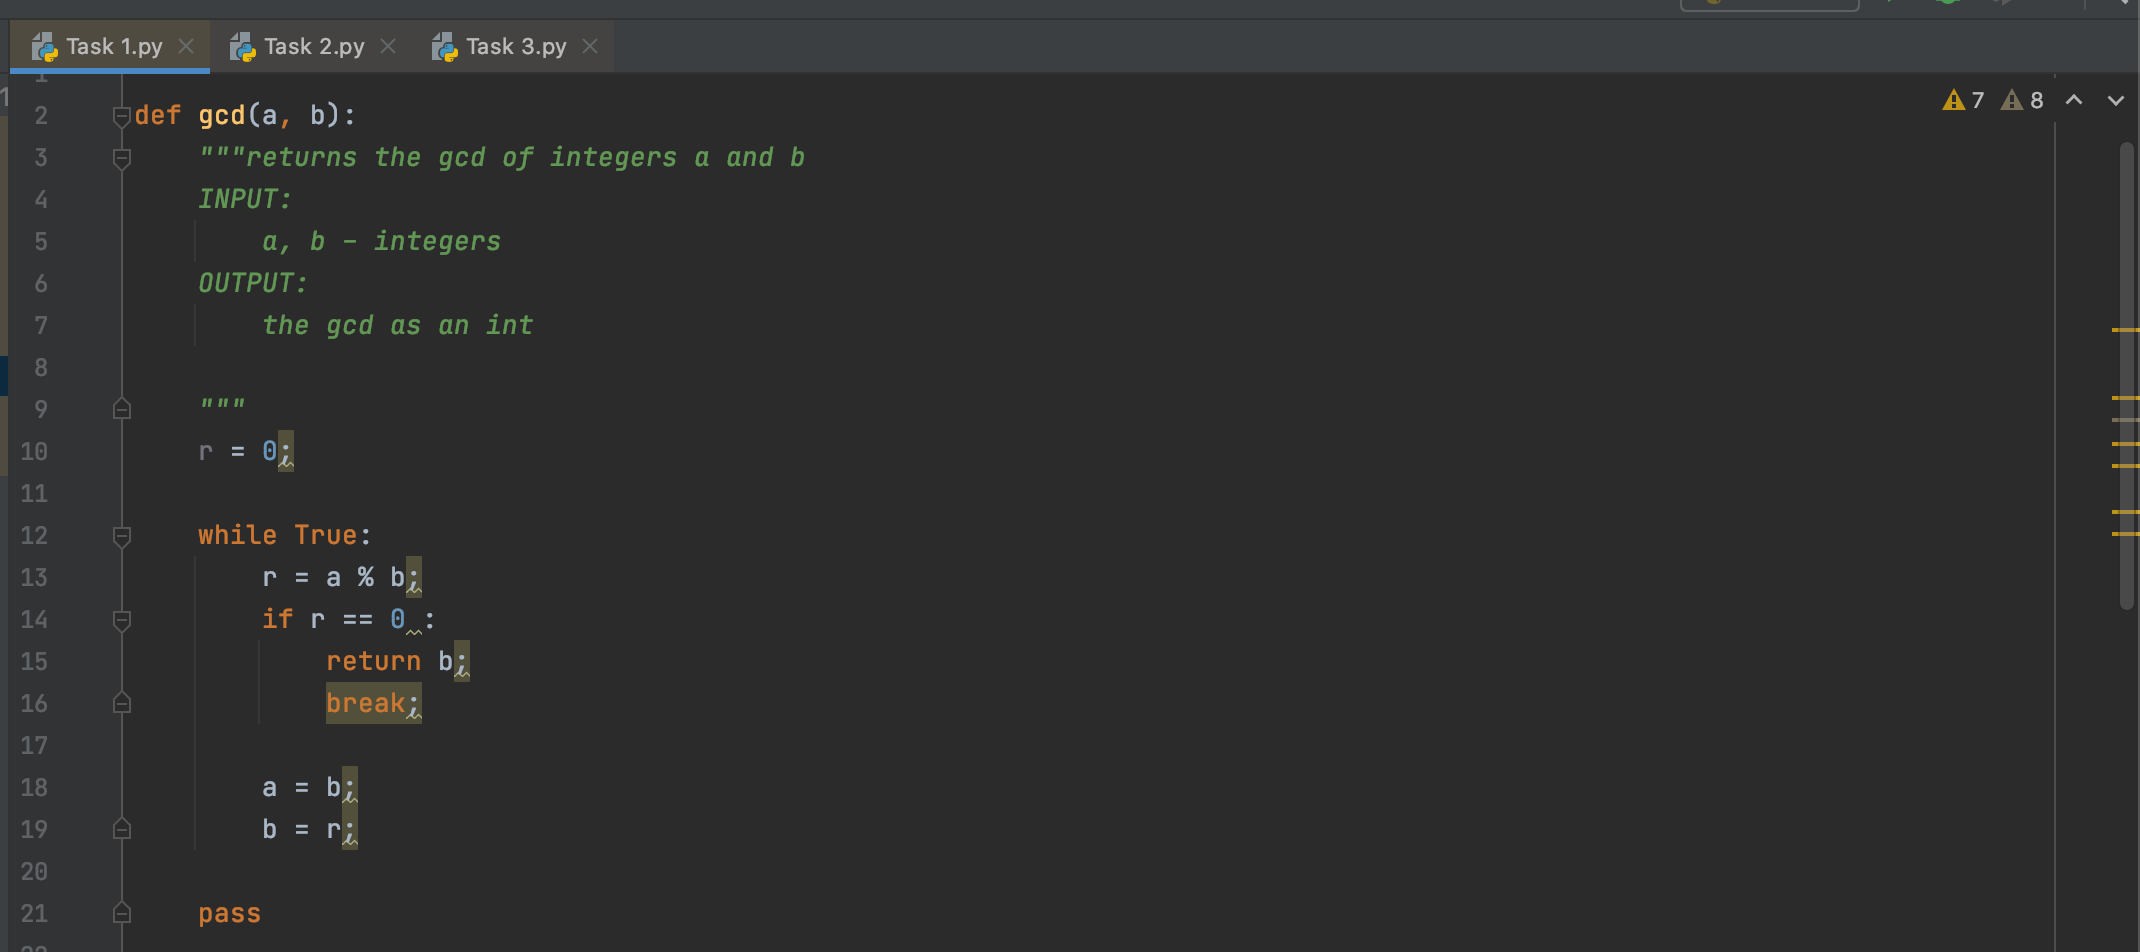 Task 1.py Task 2.py Task 3.py
1
7 8
2 def gcd(a, b):
3 """returns the gcd of integers a and b
4 INPUT:
5 a, b - integers
6 OUTPUT:
7 the gcd as an int
8
9 """
10 r = 0;
11
12 while True:
13 r = a % b;
14 if r == 0 :
15 return b;
16 break;
17
18 a = b;
19 b = r;
20
21 pass